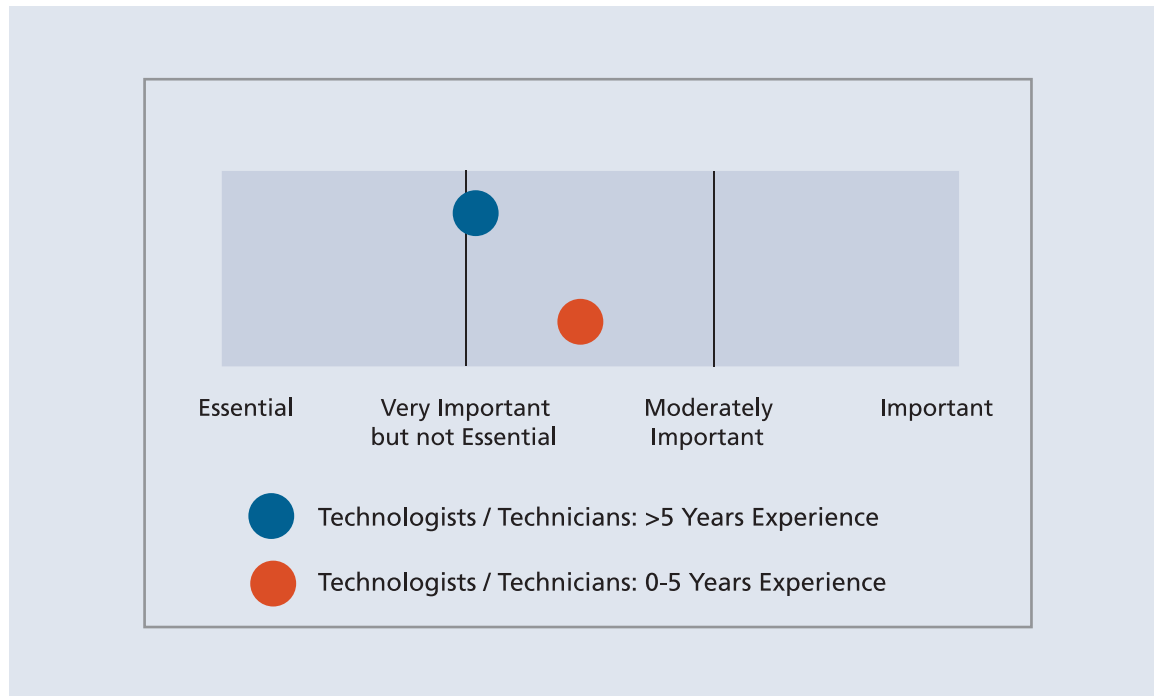 Essential
Very Important
but not Essential
Moderately
Important
Important
Technologists / Technicians: >5 Years Experience
Technologists / Technicians: 0-5 Years Experience